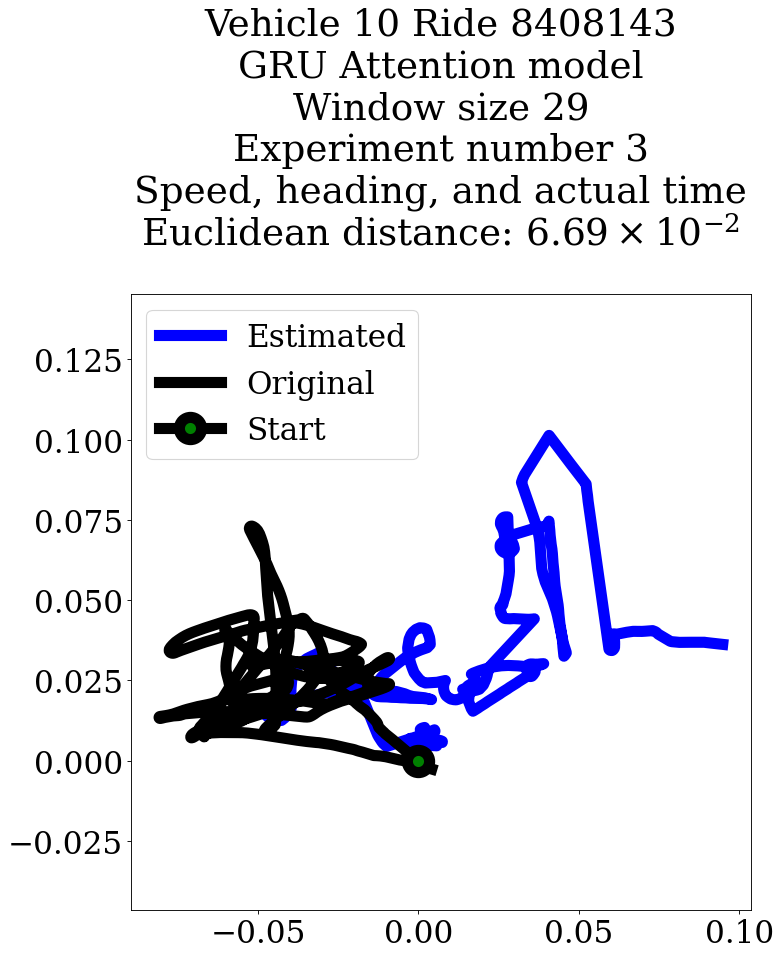 Vehicle 10 Ride 8408143
GRU Attention model
Window size 29
Experiment number 3
Speed, heading, and actual time
Euclidean distance: 6.69 × 10⁻²
Estimated
Original
Start
0.125
0.100
0.075
0.050
0.025
0.000
−0.025
−0.05 0.00 0.05 0.10